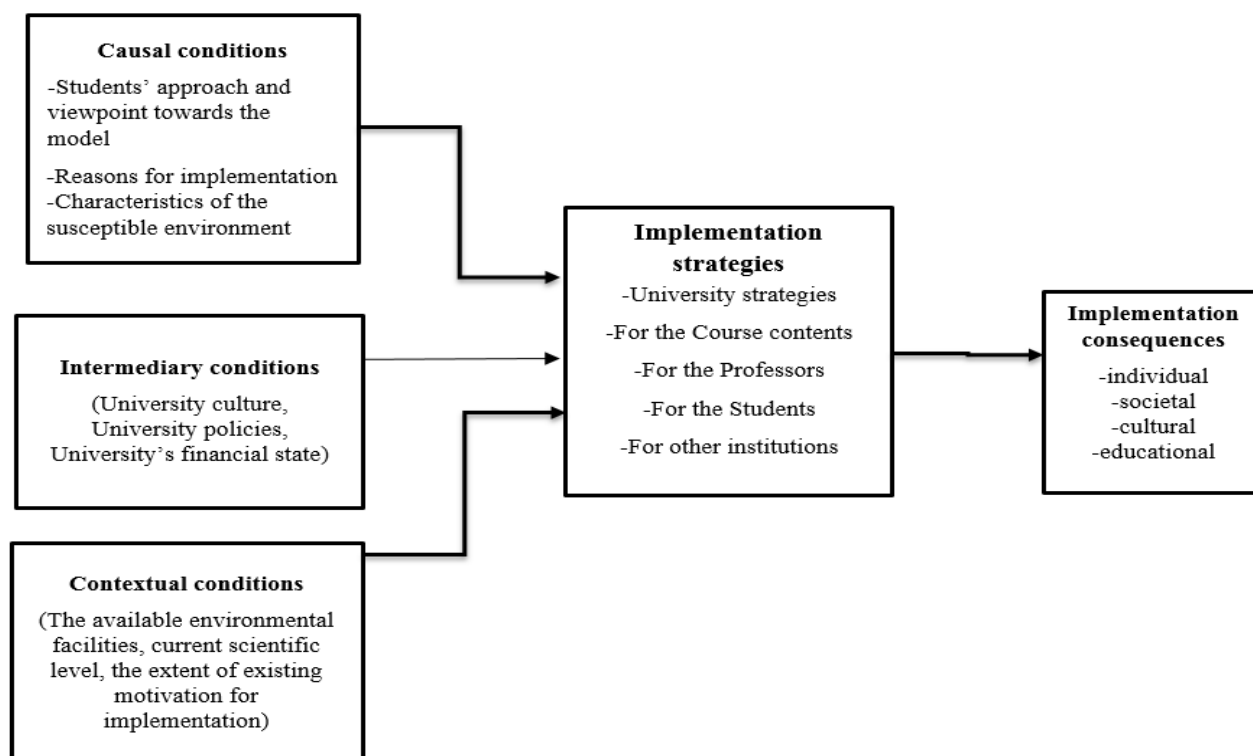 Causal conditions
-Students’ approach and
viewpoint towards the
model
-Reasons for implementation
-Characteristics of the
susceptible environment
Intermediary conditions
(University culture,
University policies,
University’s financial state)
Contextual conditions
(The available environmental
facilities, current scientific
level, the extent of existing
motivation for
implementation)
Implementation
strategies
-University strategies
-For the Course contents
-For the Professors
-For the Students
-For other institutions
Implementation
consequences
-individual
-societal
-cultural
-educational